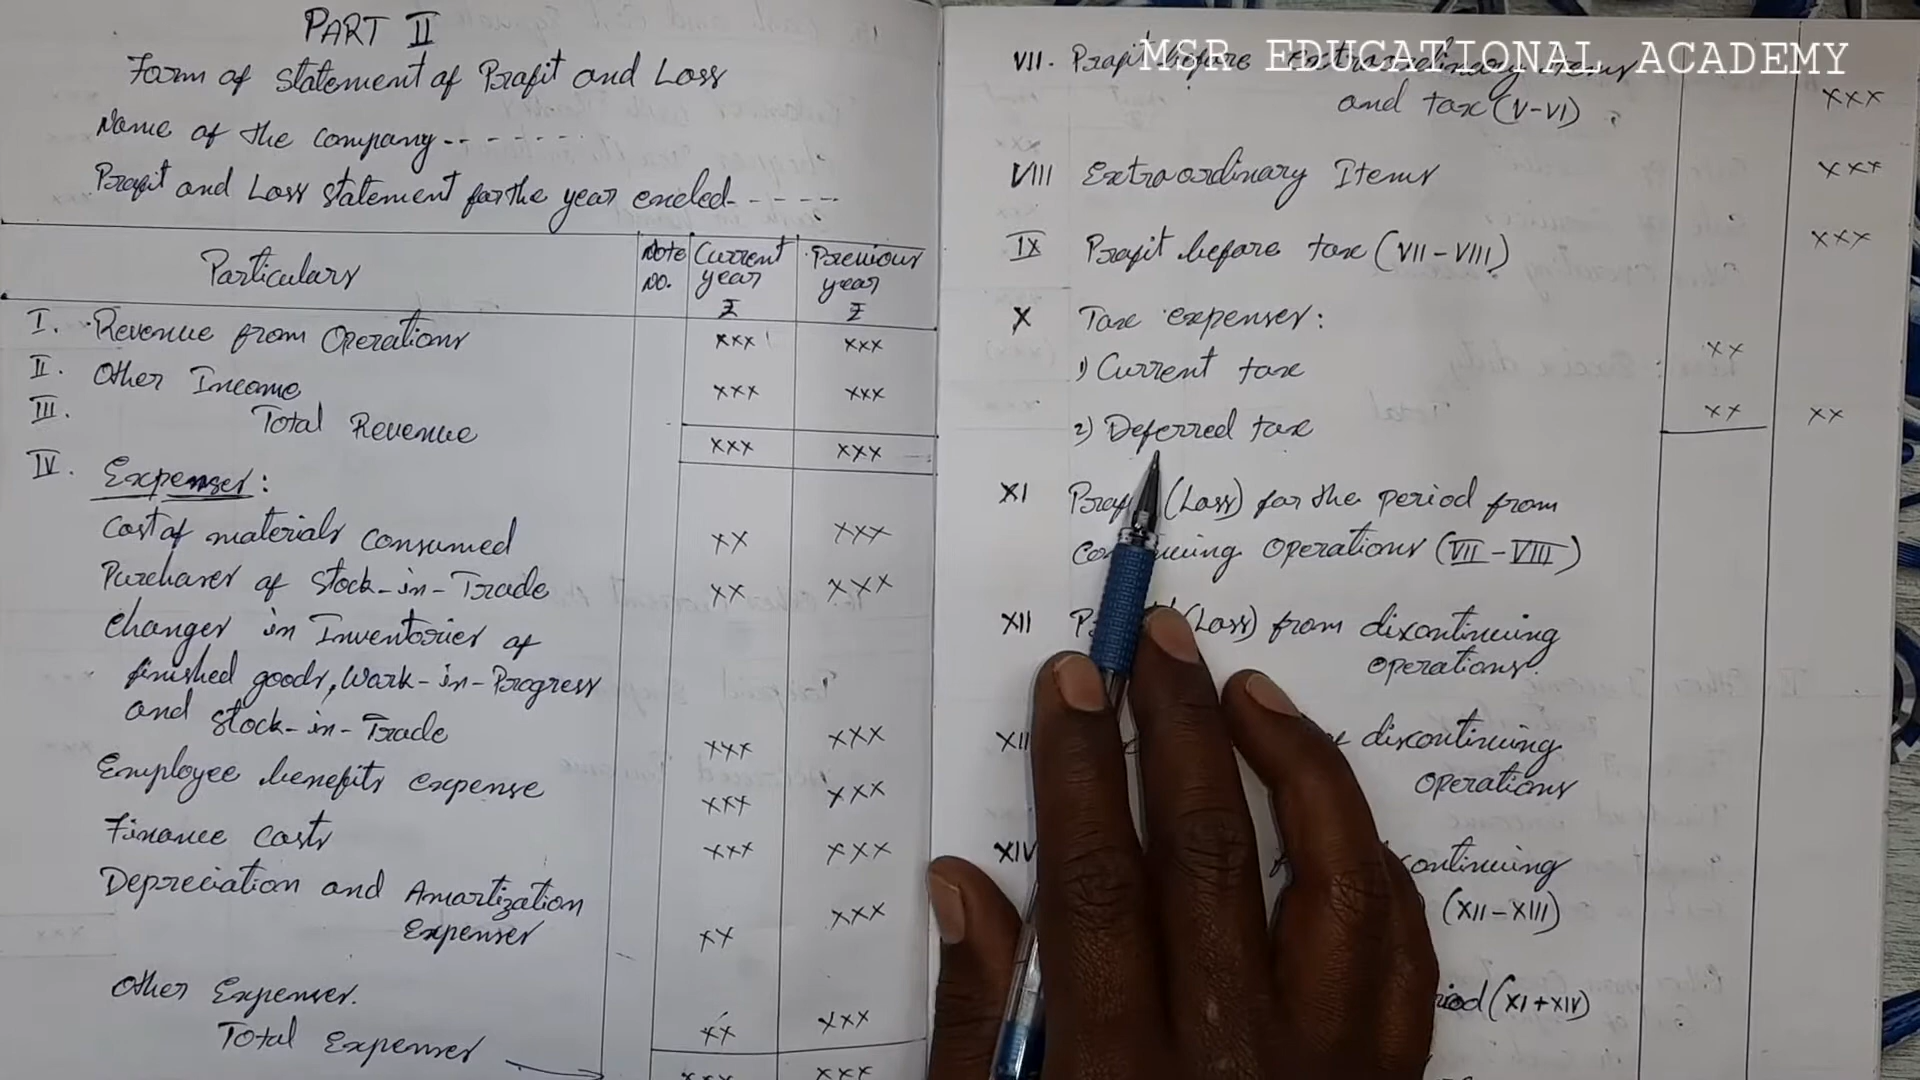 PART II
Form of Statement of Profit and Loss
Name of the Company - - - - - - -
Profit and Loss Statement for the year ended - - - - -
Particulars
Note No.
Current year ₹
Previous year ₹
I. Revenue from Operations xxx xxx
II. Other Income xxx xxx
III. Total Revenue xxx xxx
IV. Expenses:
Cost of materials Consumed xx xxx
Purchases of Stock-in-Trade xx xxx
Changes in Inventories of
finished goods, Work-in-Progress
and Stock-in-Trade xxx xxx
Employee benefits expense xxx xxx
Finance Costs xxx xxx
Depreciation and Amortization
Expenses xx xxx
Other Expenses. xx xxx
Total Expenses xxx xxx
MSR EDUCATIONAL ACADEMY
VII. Profit before extraordinary items
and tax (V-VI) xxx
VIII Extraordinary Items xxx
IX Profit before tax (VII-VIII) xxx
X Tax expenses:
1) Current tax xx
2) Deferred tax xx xx
XI (Loss) for the period from
Operations (VII-VIII)
XII (Loss) from discontinuing
operations.
discontinuing
operations
XIV
(XII-XIII)
(XI+XIV)